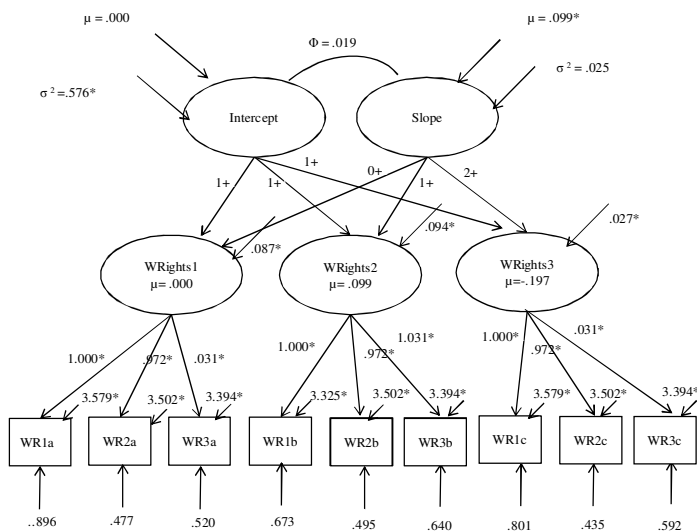 μ = .000
μ = .099*
Φ = .019
σ² = .025
σ² =.576*
Intercept
Slope
1+
1+
1+
0+
1+
2+
.087*
.094*
.027*
WRights1
μ= .000
WRights2
μ= .099
WRights3
μ=-.197
1.000*
.972*
.031*
1.000*
.972*
1.031*
1.000*
.972*
.031*
3.579*
3.502*
3.394*
3.325*
3.502*
3.394*
3.579*
3.502*
3.394*
WR1a
WR2a
WR3a
WR1b
WR2b
WR3b
WR1c
WR2c
WR3c
..896
.477
.520
.673
.495
.640
.801
.435
.592